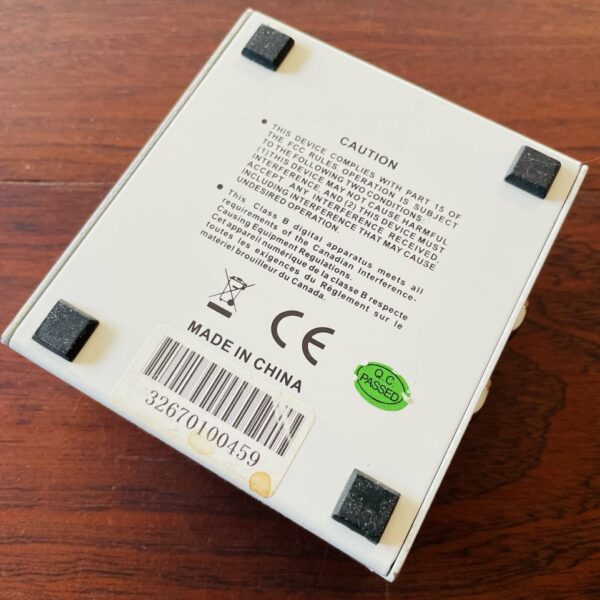 CAUTION
• THIS DEVICE COMPLIES WITH PART 15 OF
THE FCC RULES, OPERATION IS SUBJECT
TO THE FOLLOWING TWO CONDITIONS:
(1)THIS DEVICE MAY NOT CAUSE HARMFUL
INTERFERENCE, AND (2) THIS DEVICE MUST
ACCEPT ANY INTERFERENCE RECEIVED,
INCLUDING INTERFERENCE THAT MAY CAUSE
UNDESIRED OPERATION.
• This Class B digital apparatus meets all
requirements of the Canadian Interference-
Causing Equipment Regulations.
Cet appareil numérique de la classe B respecte
toutes les exigences du Règlement sur le
matériel brouilleur du Canada.
CE
MADE IN CHINA
Q.C.
PASSED
32670100459